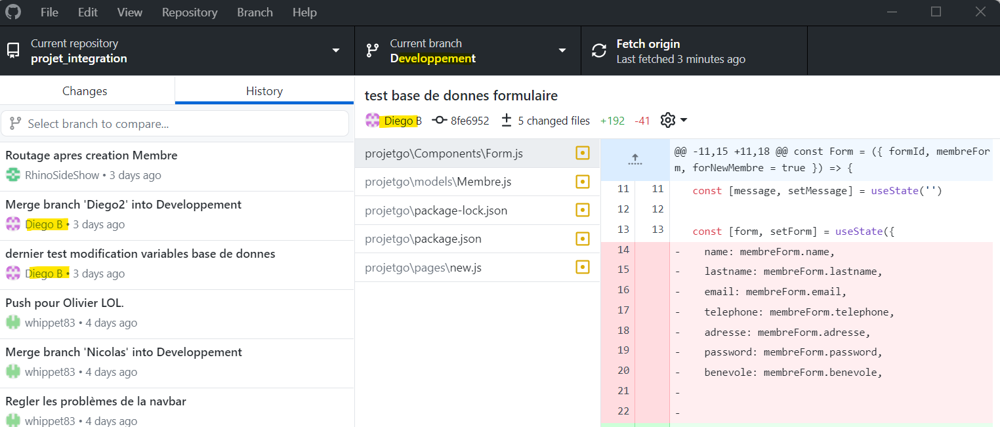 File Edit View Repository Branch Help
Current repository
projet_integration
Current branch
Developpement
Fetch origin
Last fetched 3 minutes ago
Changes
History
Select branch to compare...
Routage apres creation Membre
RhinoSideShow • 3 days ago
Merge branch 'Diego2' into Developpement
Diego B • 3 days ago
dernier test modification variables base de donnes
Diego B • 3 days ago
Push pour Olivier LOL.
whippet83 • 4 days ago
Merge branch 'Nicolas' into Developpement
whippet83 • 4 days ago
Regler les problèmes de la navbar
whippet83 • 4 days ago
test base de donnes formulaire
Diego B 8fe6952 5 changed files +192 -41
projetgo\Components\Form.js
projetgo\models\Membre.js
projetgo\package-lock.json
projetgo\package.json
projetgo\pages\new.js
@@ -11,15 +11,18 @@ const Form = ({ formId, membreFor
m, forNewMembre = true }) => {
11 11 const [message, setMessage] = useState('')
12 12
13 13 const [form, setForm] = useState({
14 - name: membreForm.name,
15 - lastname: membreForm.lastname,
16 - email: membreForm.email,
17 - telephone: membreForm.telephone,
18 - adresse: membreForm.adresse,
19 - password: membreForm.password,
20 - benevole: membreForm.benevole,
21 -
22 -